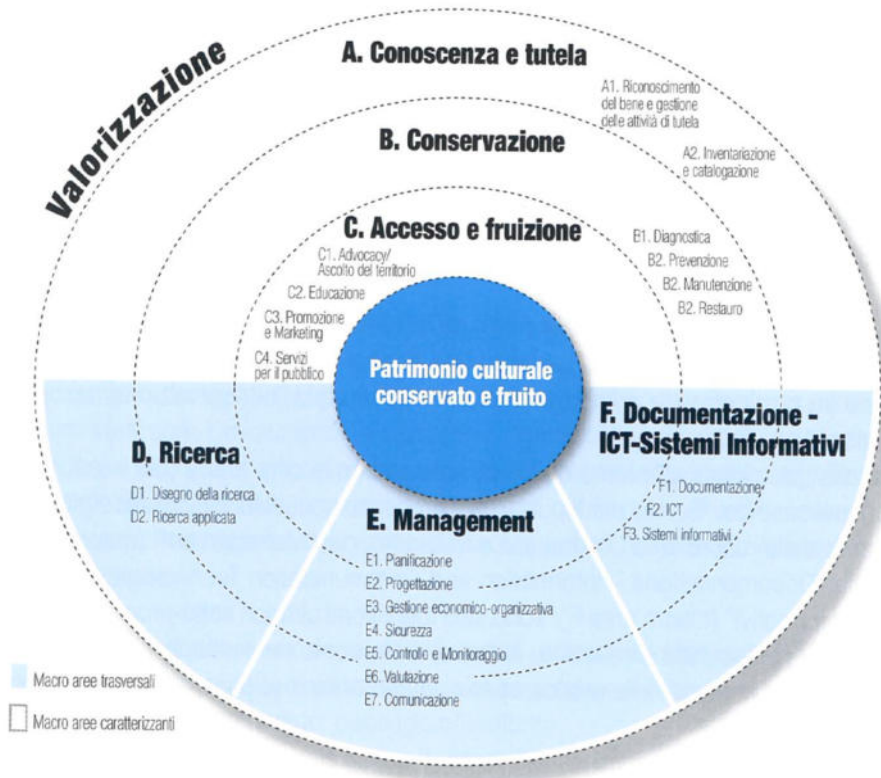 Valorizzazione
A. Conoscenza e tutela
A1. Riconoscimento
del bene e gestione
delle attività di tutela
A2. Inventariazione
e catalogazione
B. Conservazione
B1. Diagnostica
B2. Prevenzione
B2. Manutenzione
B2. Restauro
C. Accesso e fruizione
C1. Advocacy/
Ascolto del territorio
C2. Educazione
C3. Promozione
e Marketing
C4. Servizi
per il pubblico
Patrimonio culturale
conservato e fruito
D. Ricerca
D1. Disegno della ricerca
D2. Ricerca applicata
E. Management
E1. Pianificazione
E2. Progettazione
E3. Gestione economico-organizzativa
E4. Sicurezza
E5. Controllo e Monitoraggio
E6. Valutazione
E7. Comunicazione
F. Documentazione -
ICT-Sistemi Informativi
F1. Documentazione
F2. ICT
F3. Sistemi informativi
Macro aree trasversali
Macro aree caratterizzanti